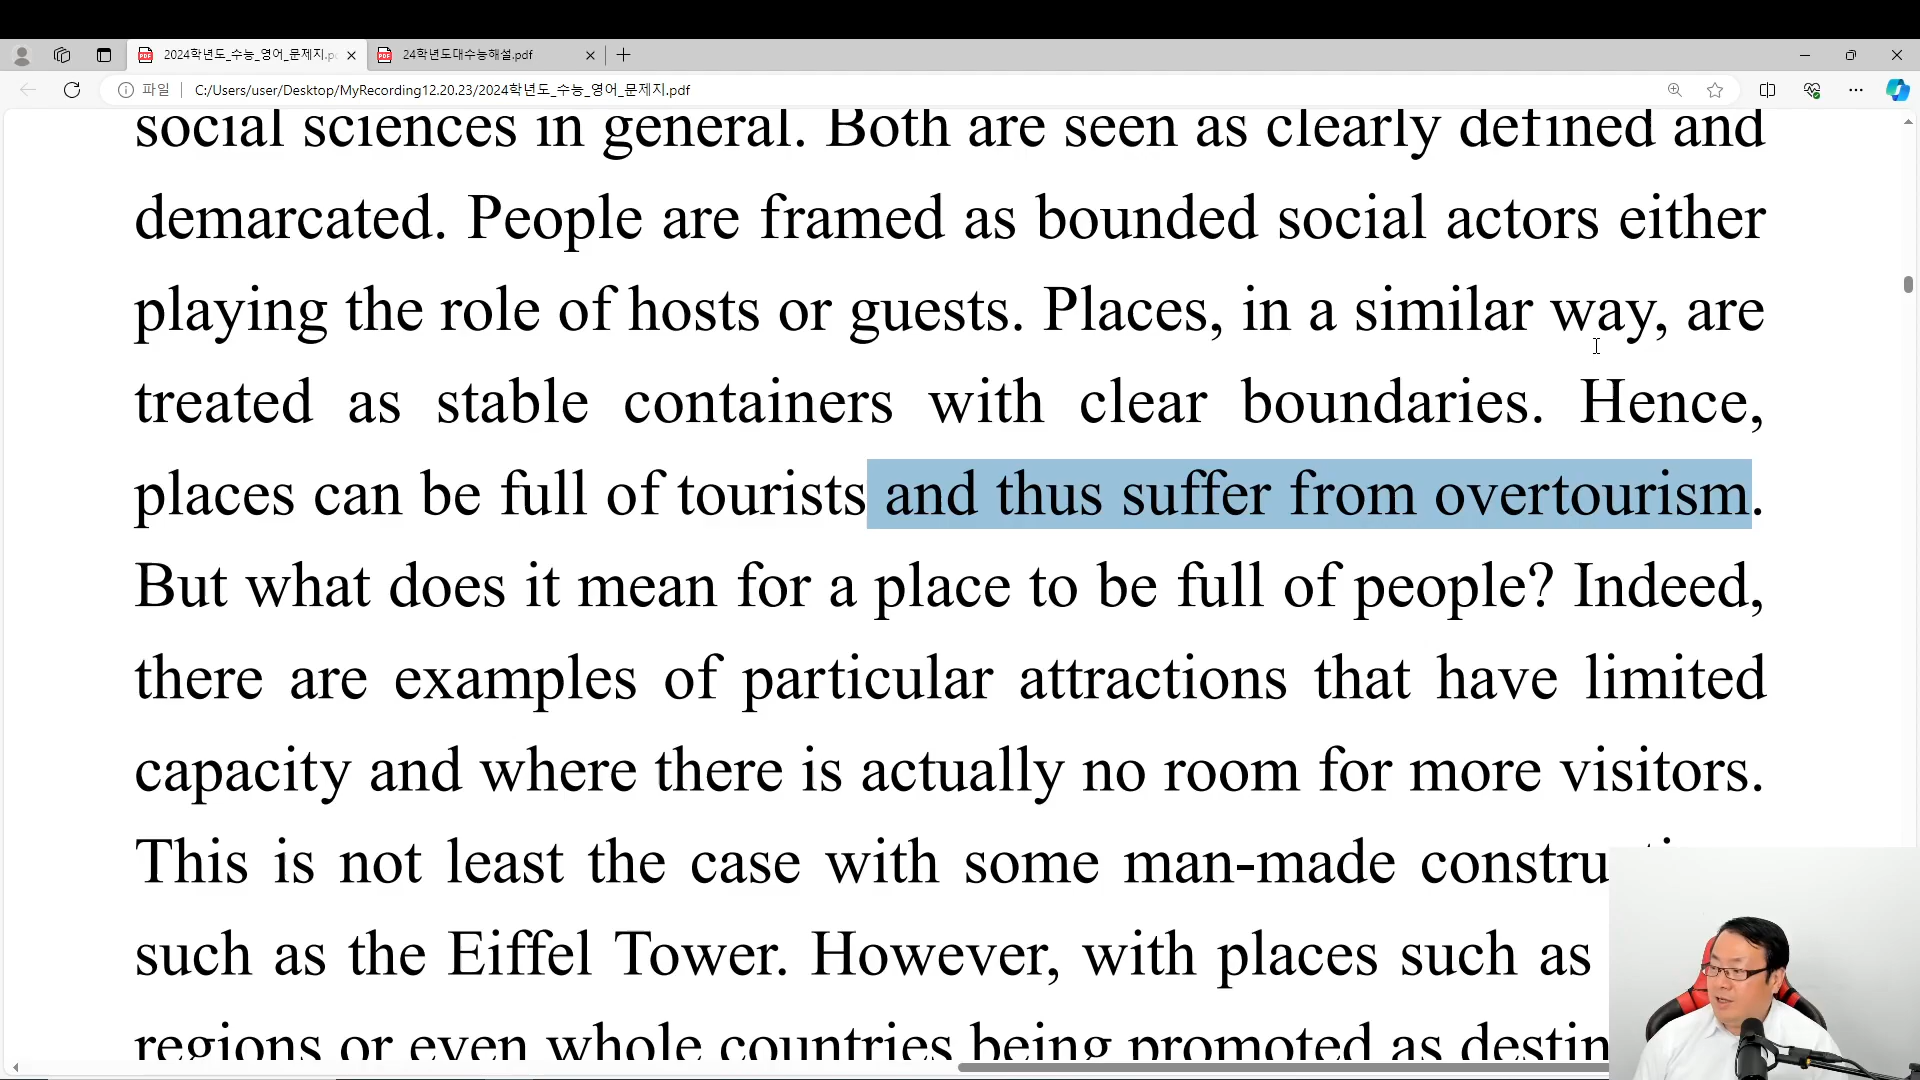 2024학년도_수능_영어_문제지.p
24학년도대수능해설.pdf
파일
C:/Users/user/Desktop/MyRecording12.20.23/2024학년도_수능_영어_문제지.pdf
social sciences in general. Both are seen as clearly defined and
demarcated. People are framed as bounded social actors either
playing the role of hosts or guests. Places, in a similar way, are
treated as stable containers with clear boundaries. Hence,
places can be full of tourists and thus suffer from overtourism.
But what does it mean for a place to be full of people? Indeed,
there are examples of particular attractions that have limited
capacity and where there is actually no room for more visitors.
This is not least the case with some man-made constru
such as the Eiffel Tower. However, with places such as
regions or even whole countries being promoted as destin